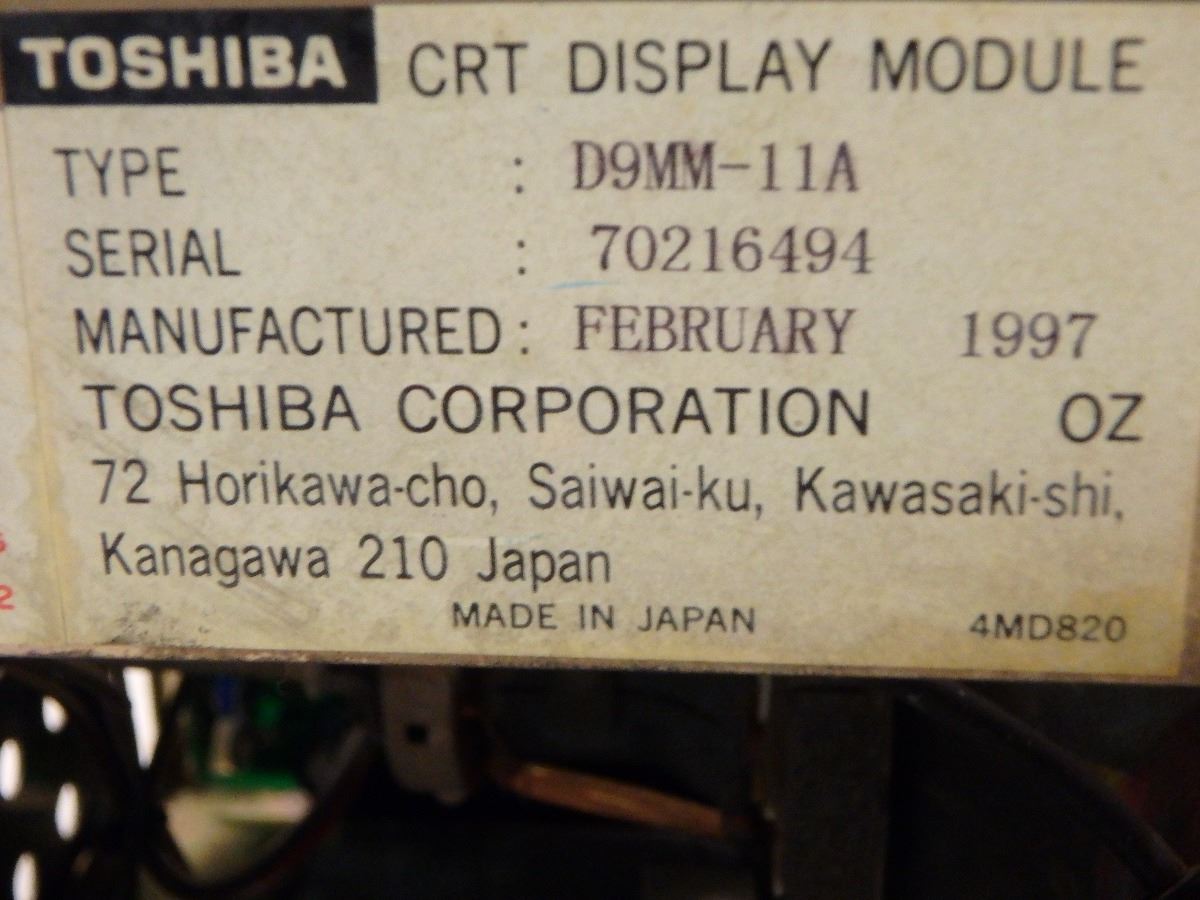 TOSHIBA CRT DISPLAY MODULE
TYPE : D9MM-11A
SERIAL : 70216494
MANUFACTURED : FEBRUARY 1997
TOSHIBA CORPORATION OZ
72 Horikawa-cho, Saiwai-ku, Kawasaki-shi,
Kanagawa 210 Japan
MADE IN JAPAN 4MD820